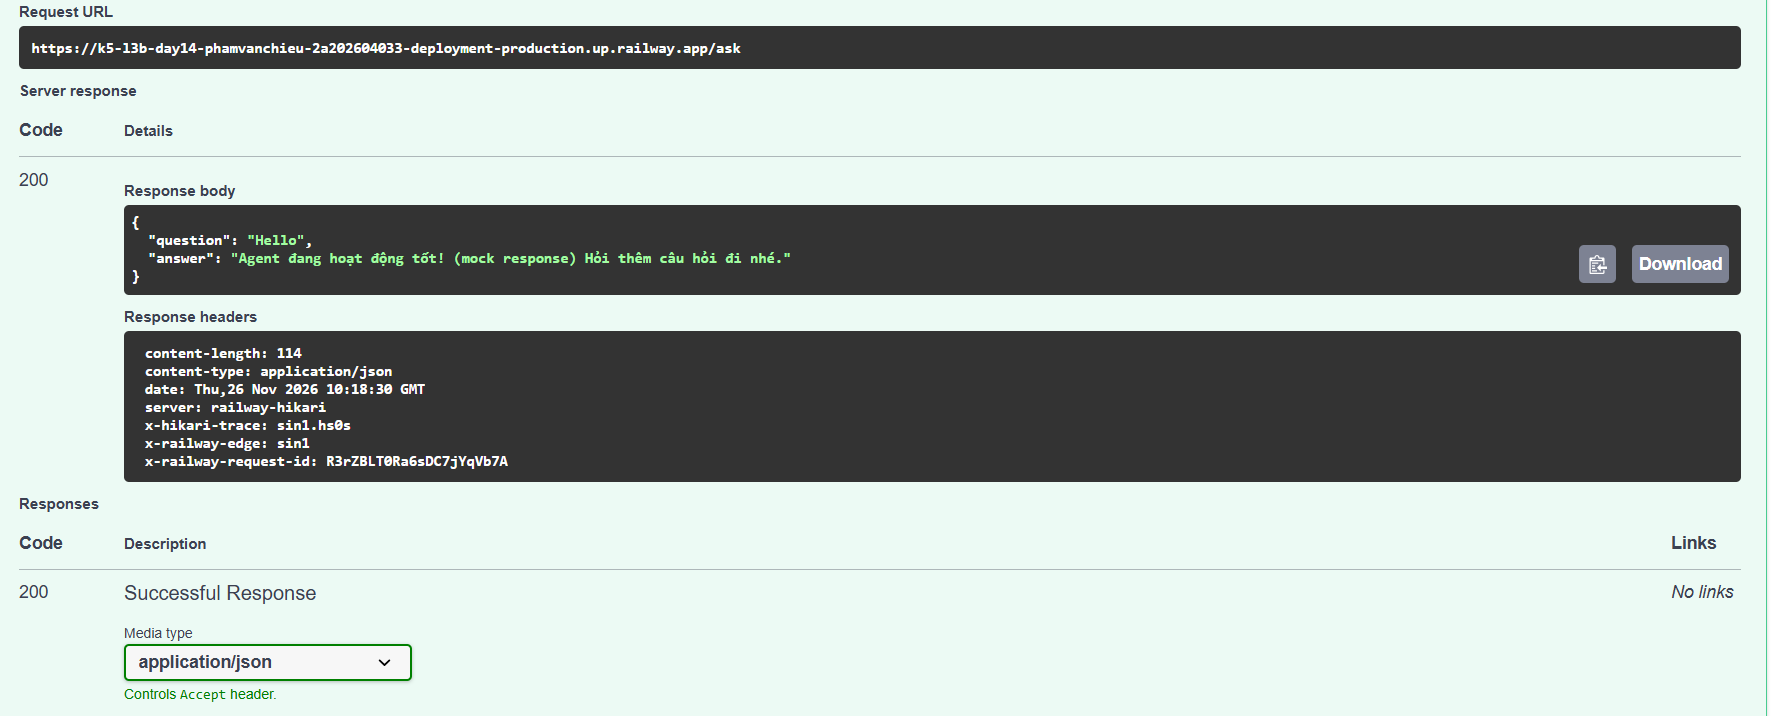 Request URL
https://k5-l3b-day14-phamvanchieu-2a202604033-deployment-production.up.railway.app/ask
Server response
Code Details
200
Response body
{
"question": "Hello",
"answer": "Agent đang hoạt động tốt! (mock response) Hỏi thêm câu hỏi đi nhé."
}
Download
Response headers
content-length: 114
content-type: application/json
date: Thu,26 Nov 2026 10:18:30 GMT
server: railway-hikari
x-hikari-trace: sin1.hs0s
x-railway-edge: sin1
x-railway-request-id: R3rZBLT0Ra6sDC7jYqVb7A
Responses
Code Description Links
200 Successful Response No links
Media type
application/json
Controls Accept header.